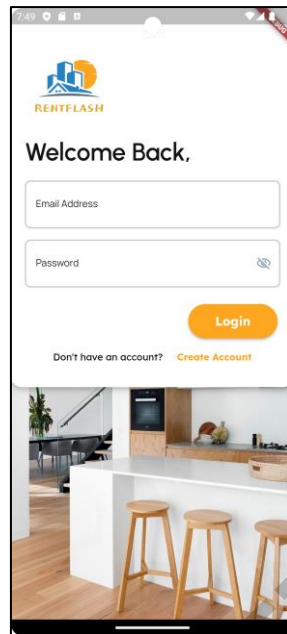 7:49
RENTFLASH
Welcome Back,
Email Address
Password
Login
Don't have an account? Create Account